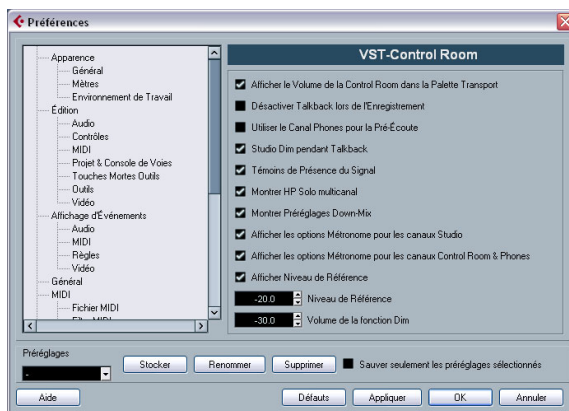 Préférences
Apparence
Général
Mètres
Environnement de Travail
Édition
Audio
Contrôles
MIDI
Projet & Console de Voies
Touches Mortes Outils
Outils
Vidéo
Affichage d'Événements
Audio
MIDI
Règles
Vidéo
Général
MIDI
Fichier MIDI
VST-Control Room
Afficher le Volume de la Control Room dans la Palette Transport
Désactiver Talkback lors de l'Enregistrement
Utiliser le Canal Phones pour la Pré-Écoute
Studio Dim pendant Talkback
Témoins de Présence du Signal
Montrer HP Solo multicanal
Montrer Préréglages Down-Mix
Afficher les options Métronome pour les canaux Studio
Afficher les options Métronome pour les canaux Control Room & Phones
Afficher Niveau de Référence
-20.0 Niveau de Référence
-30.0 Volume de la fonction Dim
Préréglages
-
Stocker Renommer Supprimer Sauver seulement les préréglages sélectionnés
Aide Défauts Appliquer OK Annuler